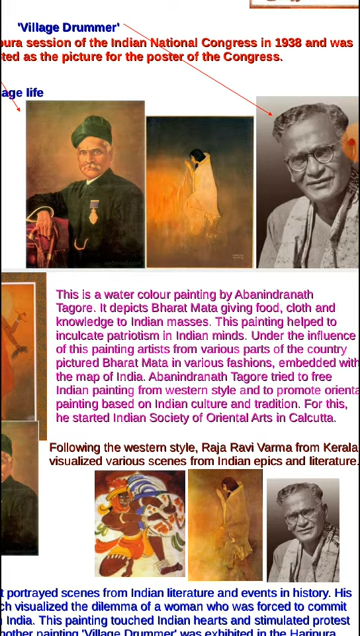 'Village Drummer'
pura session of the Indian National Congress in 1938 and was
ted as the picture for the poster of the Congress.
age life
This is a water colour painting by Abanindranath
Tagore. It depicts Bharat Mata giving food, cloth and
knowledge to Indian masses. This painting helped to
inculcate patriotism in Indian minds. Under the influence
of this painting artists from various parts of the country
pictured Bharat Mata in various fashions, embedded with
the map of India. Abanindranath Tagore tried to free
Indian painting from western style and to promote orienta
painting based on Indian culture and tradition. For this,
he started Indian Society of Oriental Arts in Calcutta.
Following the western style, Raja Ravi Varma from Kerala
visualized various scenes from Indian epics and literature.
t portrayed scenes from Indian literature and events in history. His
ch visualized the dilemma of a woman who was forced to commit
India. This painting touched Indian hearts and stimulated protest
nother painting 'Village Drummer' was exhibited in the Haripura